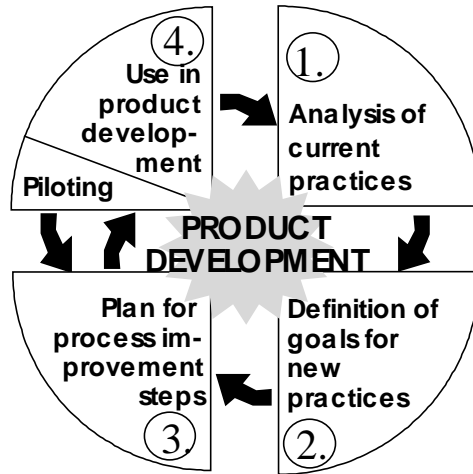 4.
Use in
product
develop-
ment
Piloting
1.
Analysis of
current
practices
PRODUCT
DEVELOPMENT
Plan for
process im-
provement
steps
3.
Definition of
goals for
new
practices
2.